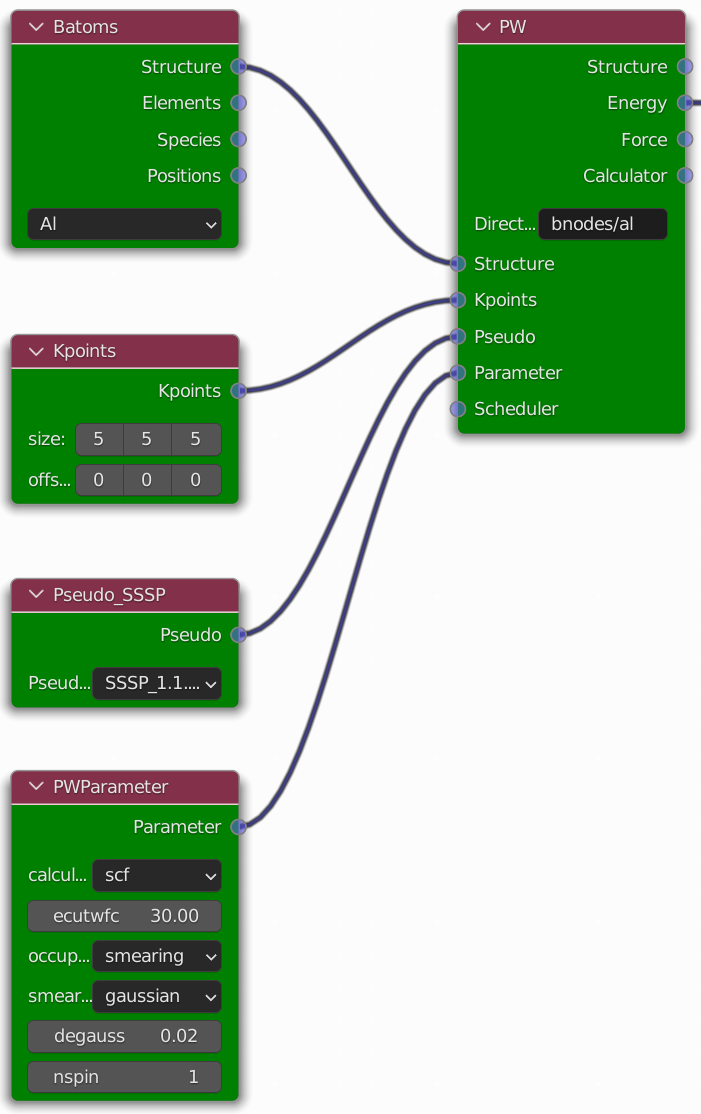 Batoms
Structure
Elements
Species
Positions
Al
Kpoints
Kpoints
size: 5 5 5
offs... 0 0 0
Pseudo_SSSP
Pseudo
Pseud... SSSP_1.1....
PWParameter
Parameter
calcul... scf
ecutwfc 30.00
occup... smearing
smear... gaussian
degauss 0.02
nspin 1
PW
Structure
Energy
Force
Calculator
Direct... bnodes/al
Structure
Kpoints
Pseudo
Parameter
Scheduler